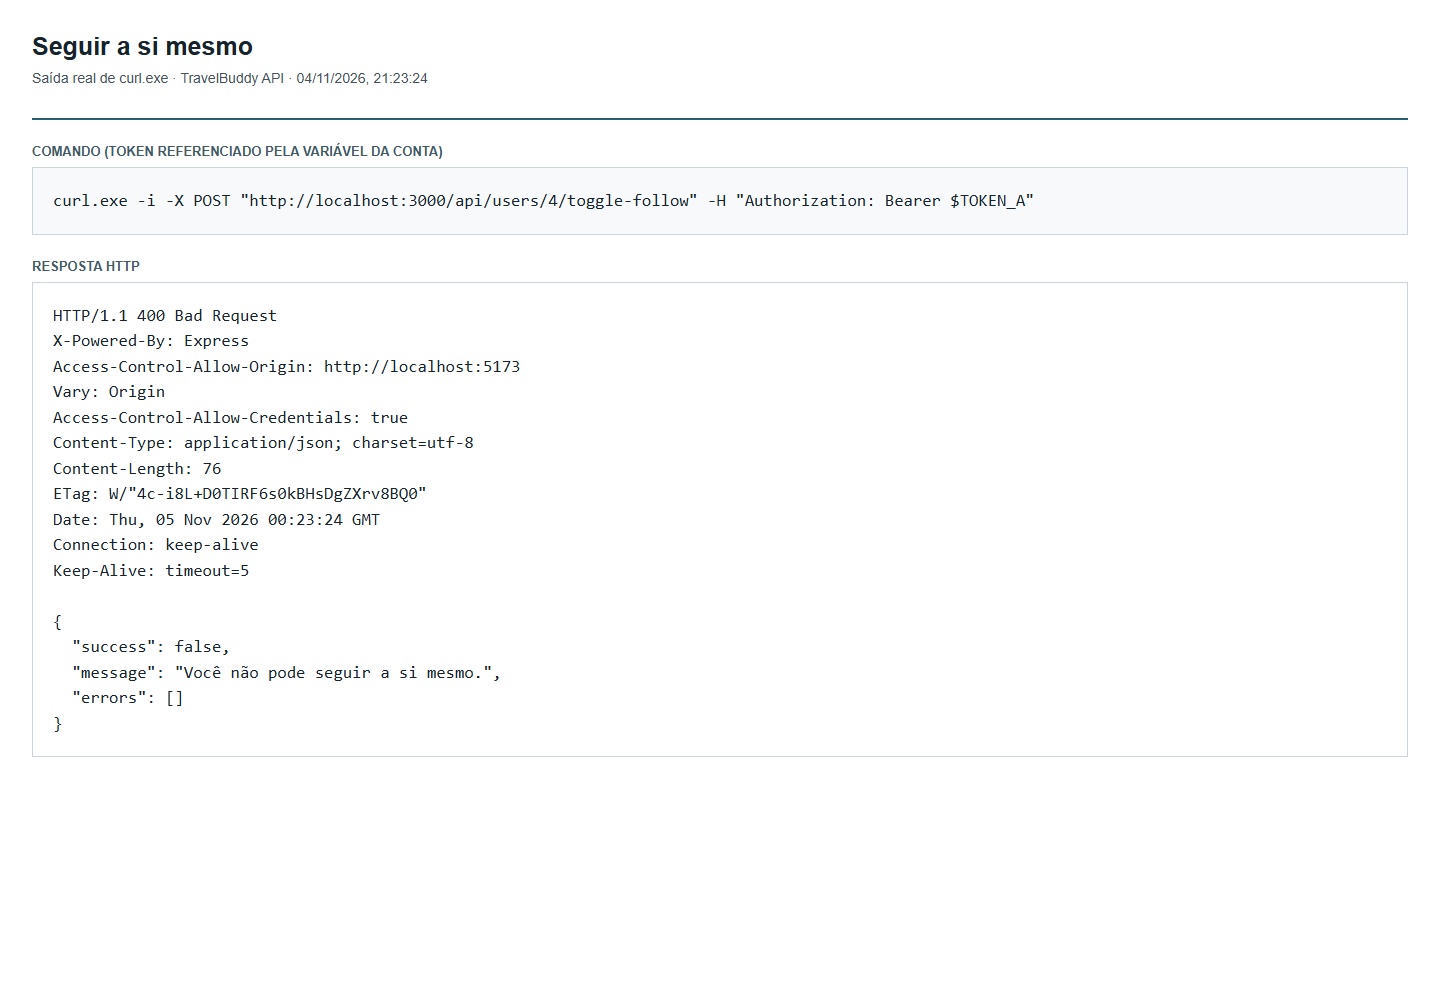 Seguir a si mesmo
Saída real de curl.exe · TravelBuddy API · 04/11/2026, 21:23:24
COMANDO (TOKEN REFERENCIADO PELA VARIÁVEL DA CONTA)
curl.exe -i -X POST "http://localhost:3000/api/users/4/toggle-follow" -H "Authorization: Bearer $TOKEN_A"
RESPOSTA HTTP
HTTP/1.1 400 Bad Request
X-Powered-By: Express
Access-Control-Allow-Origin: http://localhost:5173
Vary: Origin
Access-Control-Allow-Credentials: true
Content-Type: application/json; charset=utf-8
Content-Length: 76
ETag: W/"4c-i8L+D0TIRF6s0kBHsDgZXrv8BQ0"
Date: Thu, 05 Nov 2026 00:23:24 GMT
Connection: keep-alive
Keep-Alive: timeout=5
{
  "success": false,
  "message": "Você não pode seguir a si mesmo.",
  "errors": []
}